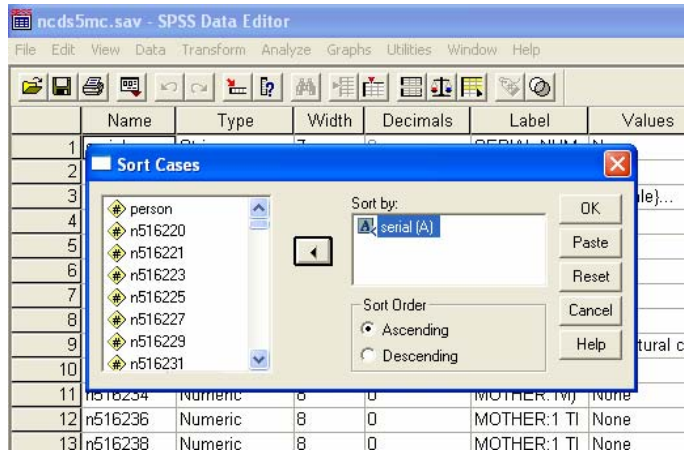 ncds5mc.sav - SPSS Data Editor
File Edit View Data Transform Analyze Graphs Utilities Window Help
Name Type Width Decimals Label Values
1
2 Sort Cases
3
4
5
6
7
8
9
10
person
n516220
n516221
n516223
n516225
n516227
n516229
n516231
Sort by:
serial (A)
Sort Order
Ascending
Descending
OK
Paste
Reset
Cancel
Help
11 n516234 Numeric 8 0 MOTHER:1M) None
12 n516236 Numeric 8 0 MOTHER:1 TI None
13 n516238 Numeric 8 0 MOTHER:1 TI None